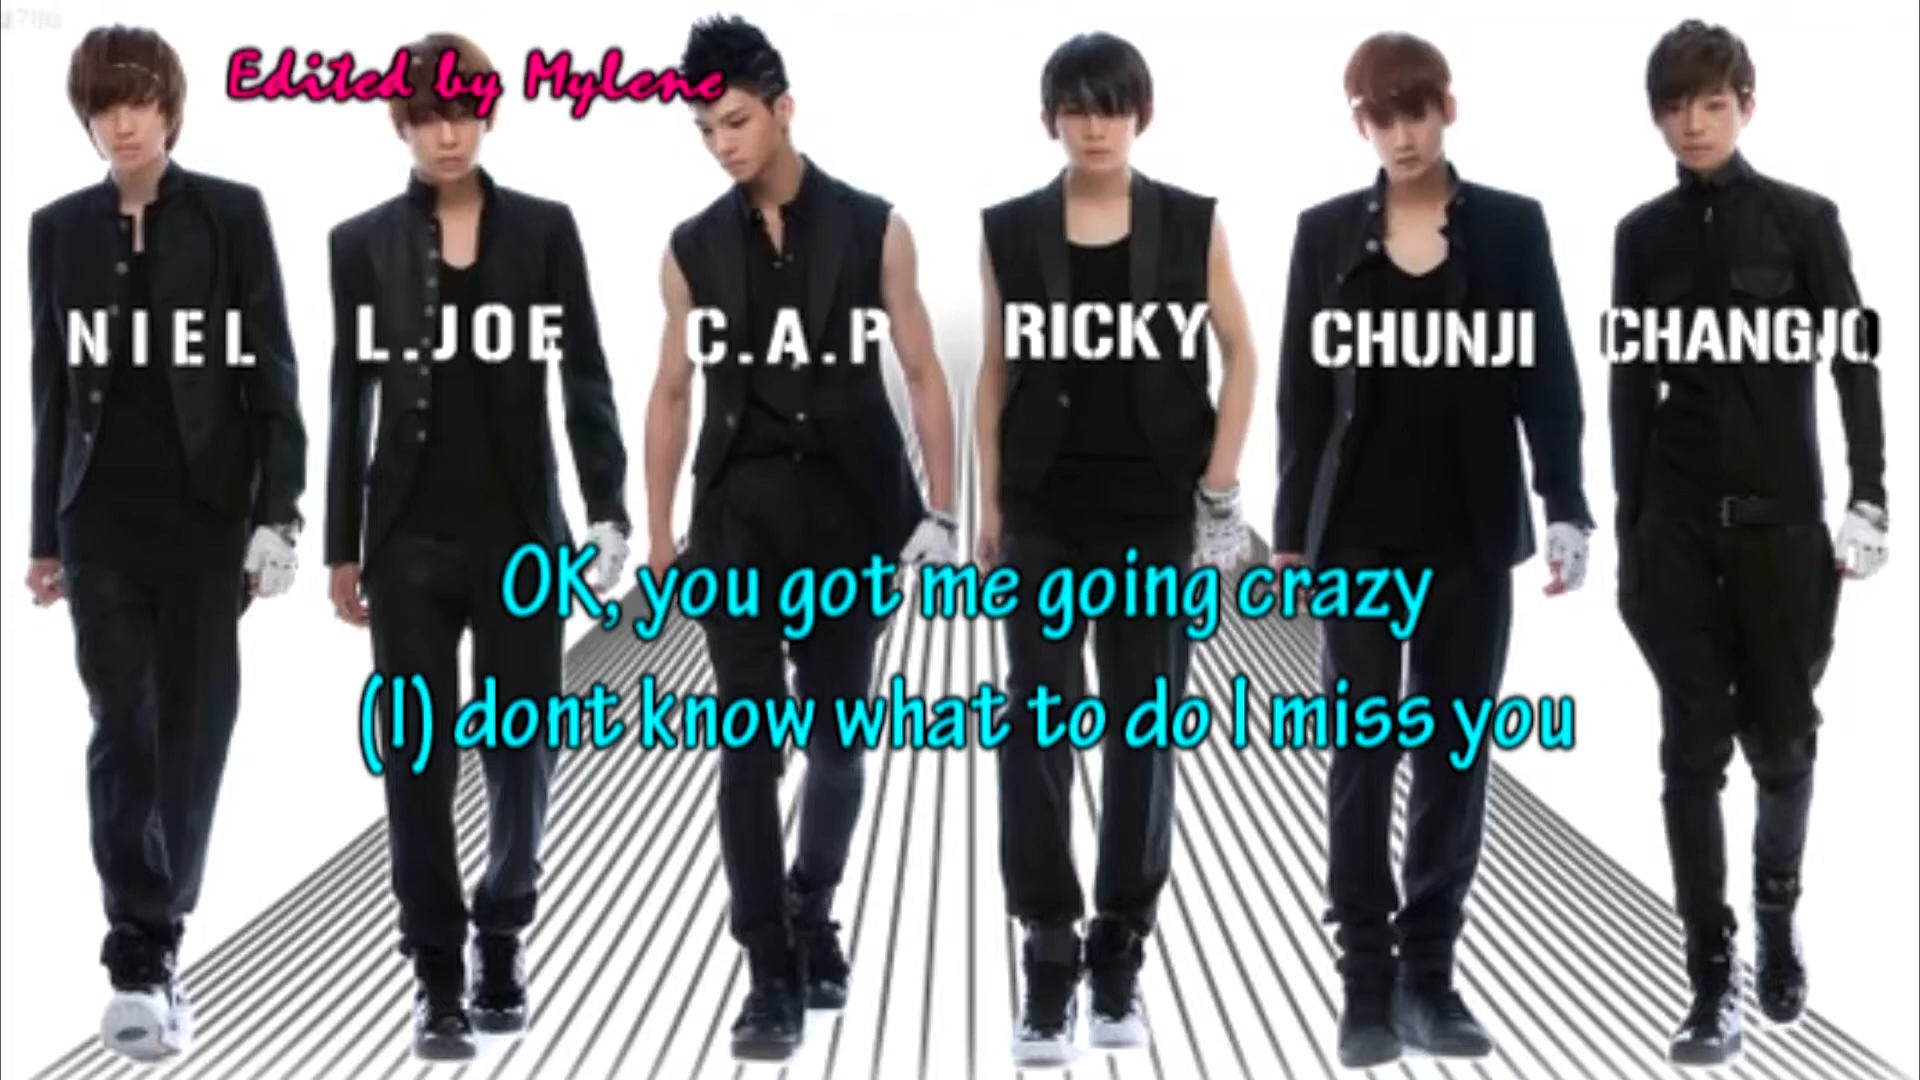 Edited by Mylene
NIEL L.JOE C.A.P RICKY CHUNJI CHANGJO
OK, you got me going crazy
(I) dont know what to do I miss you